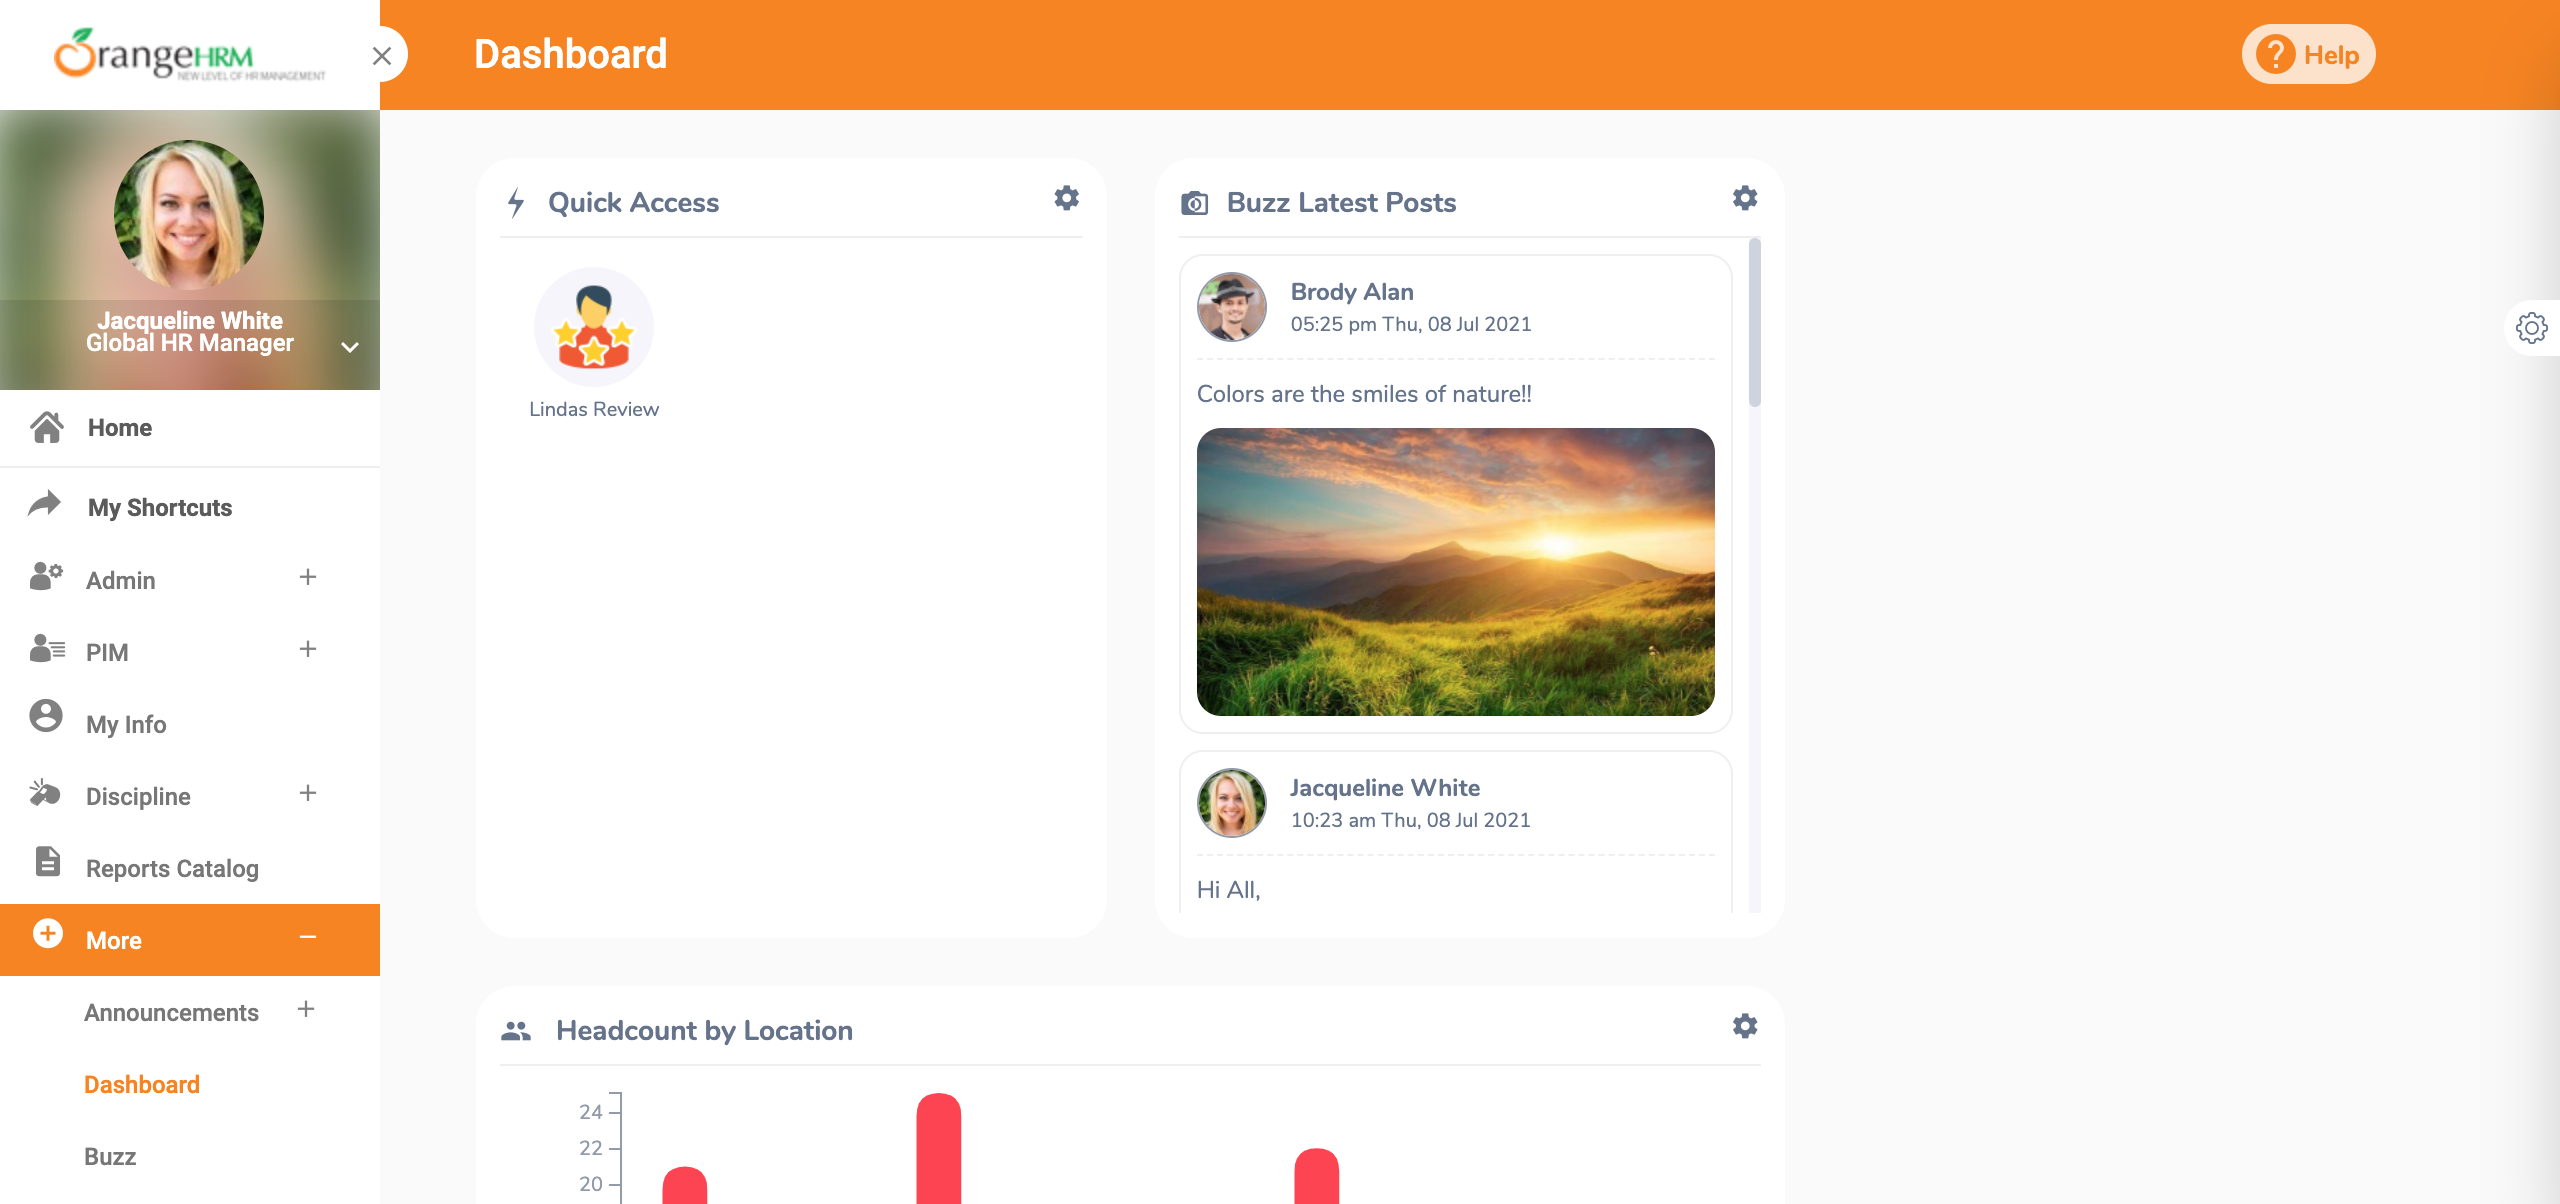 OrangeHRM
NEW LEVEL OF HR MANAGEMENT
Dashboard
Help
Jacqueline White
Global HR Manager
Home
My Shortcuts
Admin
PIM
My Info
Discipline
Reports Catalog
More
Announcements
Dashboard
Buzz
Quick Access
Lindas Review
Buzz Latest Posts
Brody Alan
05:25 pm Thu, 08 Jul 2021
Colors are the smiles of nature!!
Jacqueline White
10:23 am Thu, 08 Jul 2021
Hi All,
Headcount by Location
24
22
20